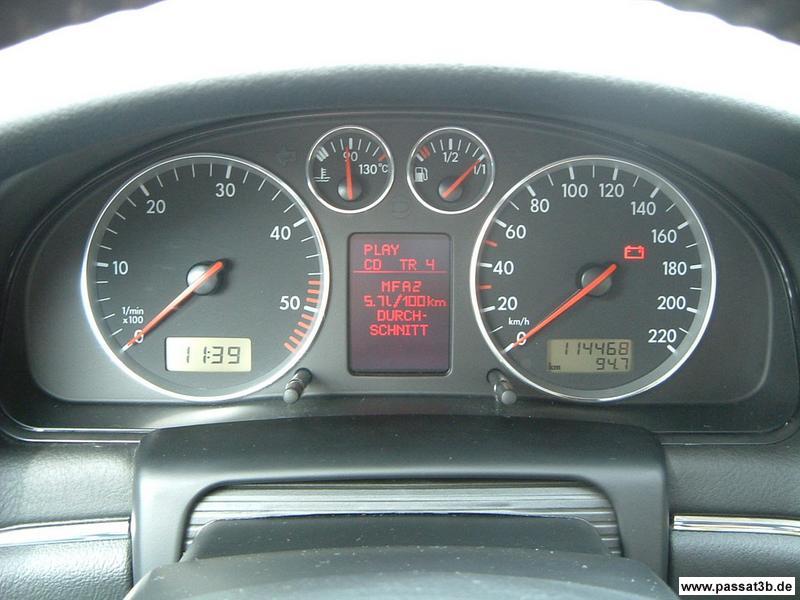 10
20
30
40
50
1/min
x100
0
11:39
90
130°C
1/2
1/1
PLAY
CD TR 4
MFA2
5.7l/100km
DURCH-
SCHNITT
0
20
40
60
80
100
120
140
160
180
200
220
km/h
114468
km 94.7
www.passat3b.de